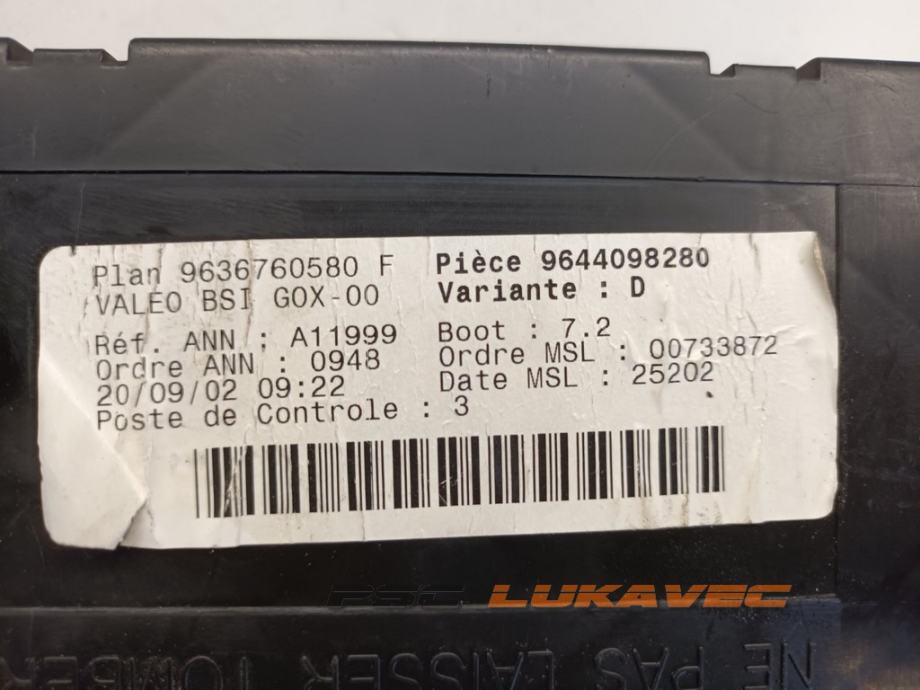 Plan 9636760580 F
VALEO BSI G0X-00
Réf. ANN : A11999
Ordre ANN : 0948
20/09/02 09:22
Poste de Controle : 3
Pièce 9644098280
Variante : D
Boot : 7.2
Ordre MSL : 00733872
Date MSL : 25202
PSC LUKAVEC
NE PAS LAISSER TOMBER